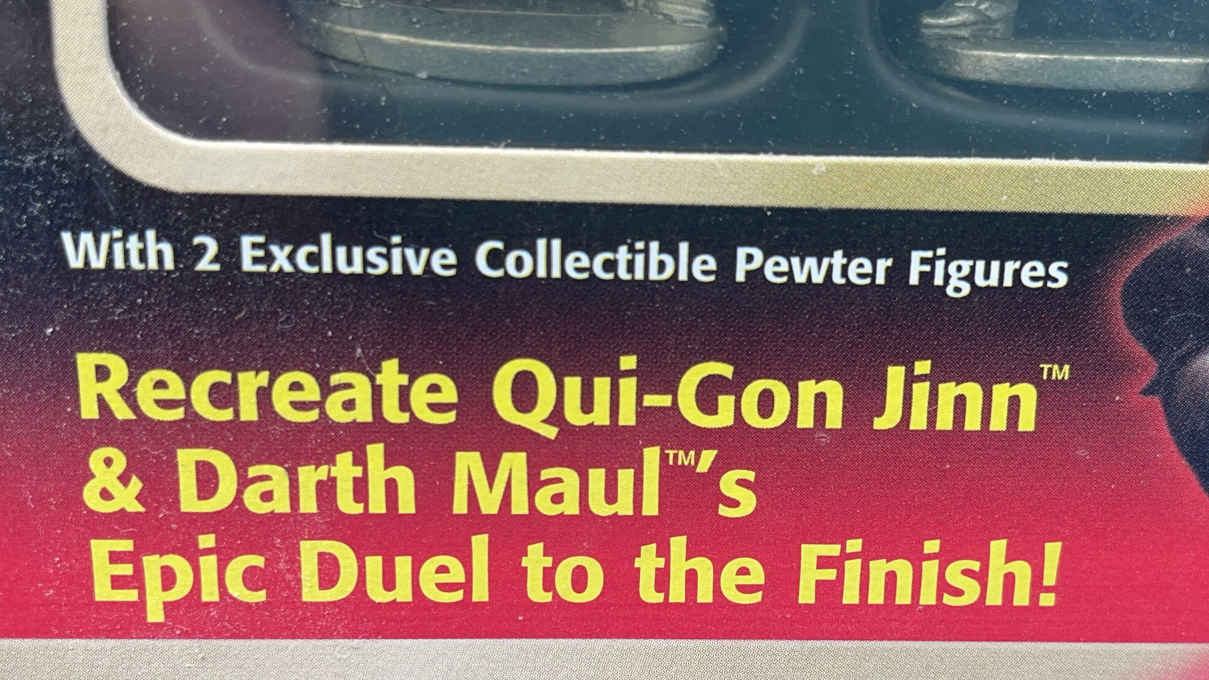 With 2 Exclusive Collectible Pewter Figures
Recreate Qui-Gon Jinn™
& Darth Maul™'s
Epic Duel to the Finish!